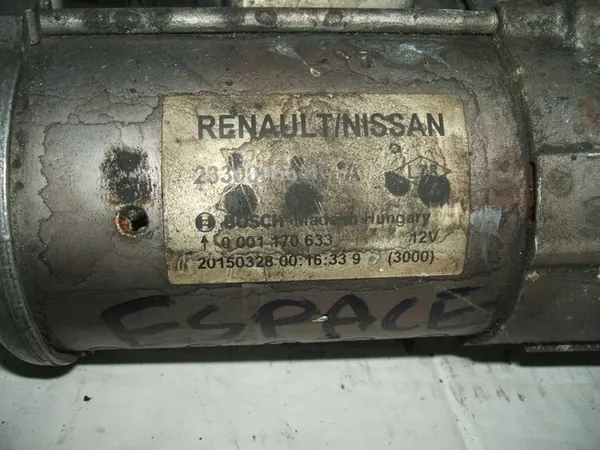 RENAULT/NISSAN
BOSCH Made in Hungary
0 001 170 633 12V
20150328 00:16:33 9 (3000)
ESPACE